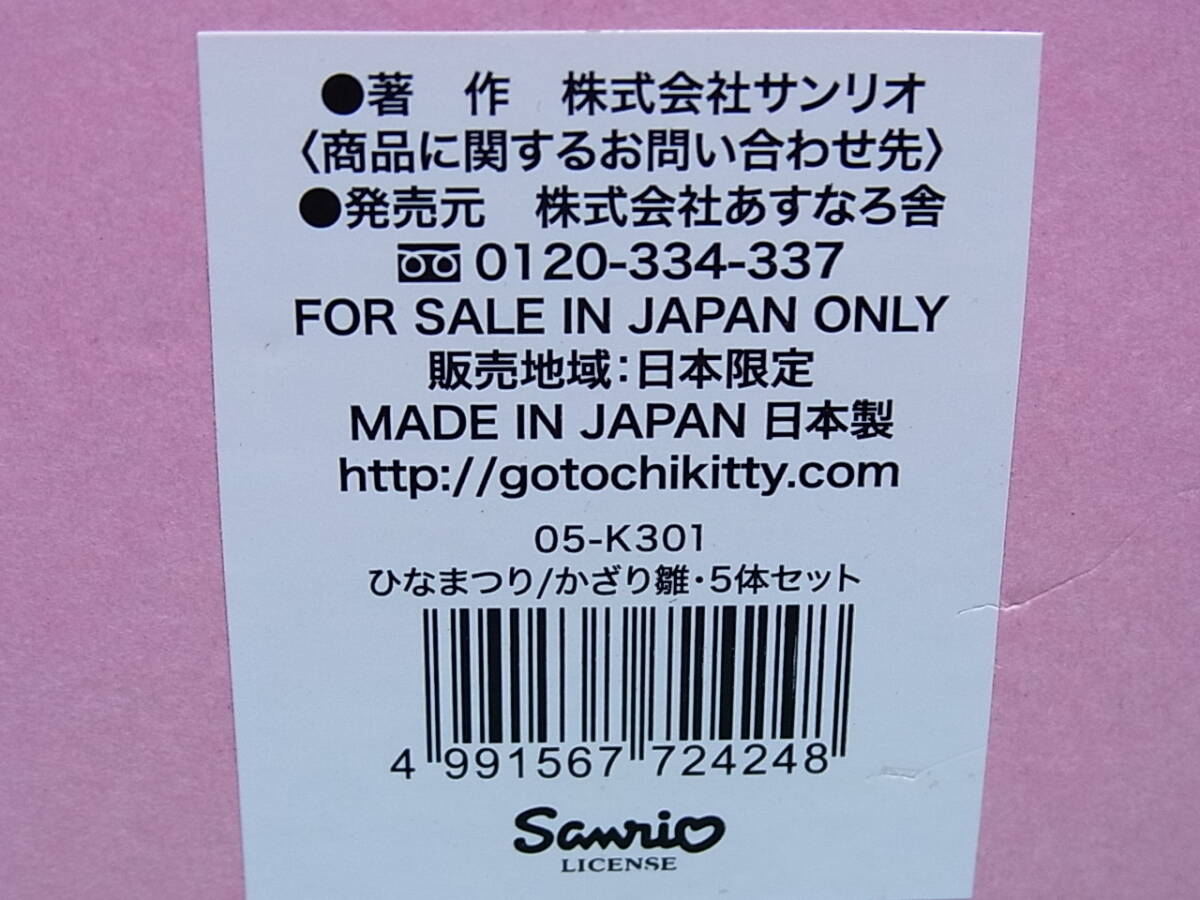 ●著　作　株式会社サンリオ
〈商品に関するお問い合わせ先〉
●発売元　株式会社あすなろ舎
0120-334-337
FOR SALE IN JAPAN ONLY
販売地域:日本限定
MADE IN JAPAN 日本製
http://gotochikitty.com
05-K301
ひなまつり/かざり雛・5体セット
4 991567 724248
Sanrio
LICENSE